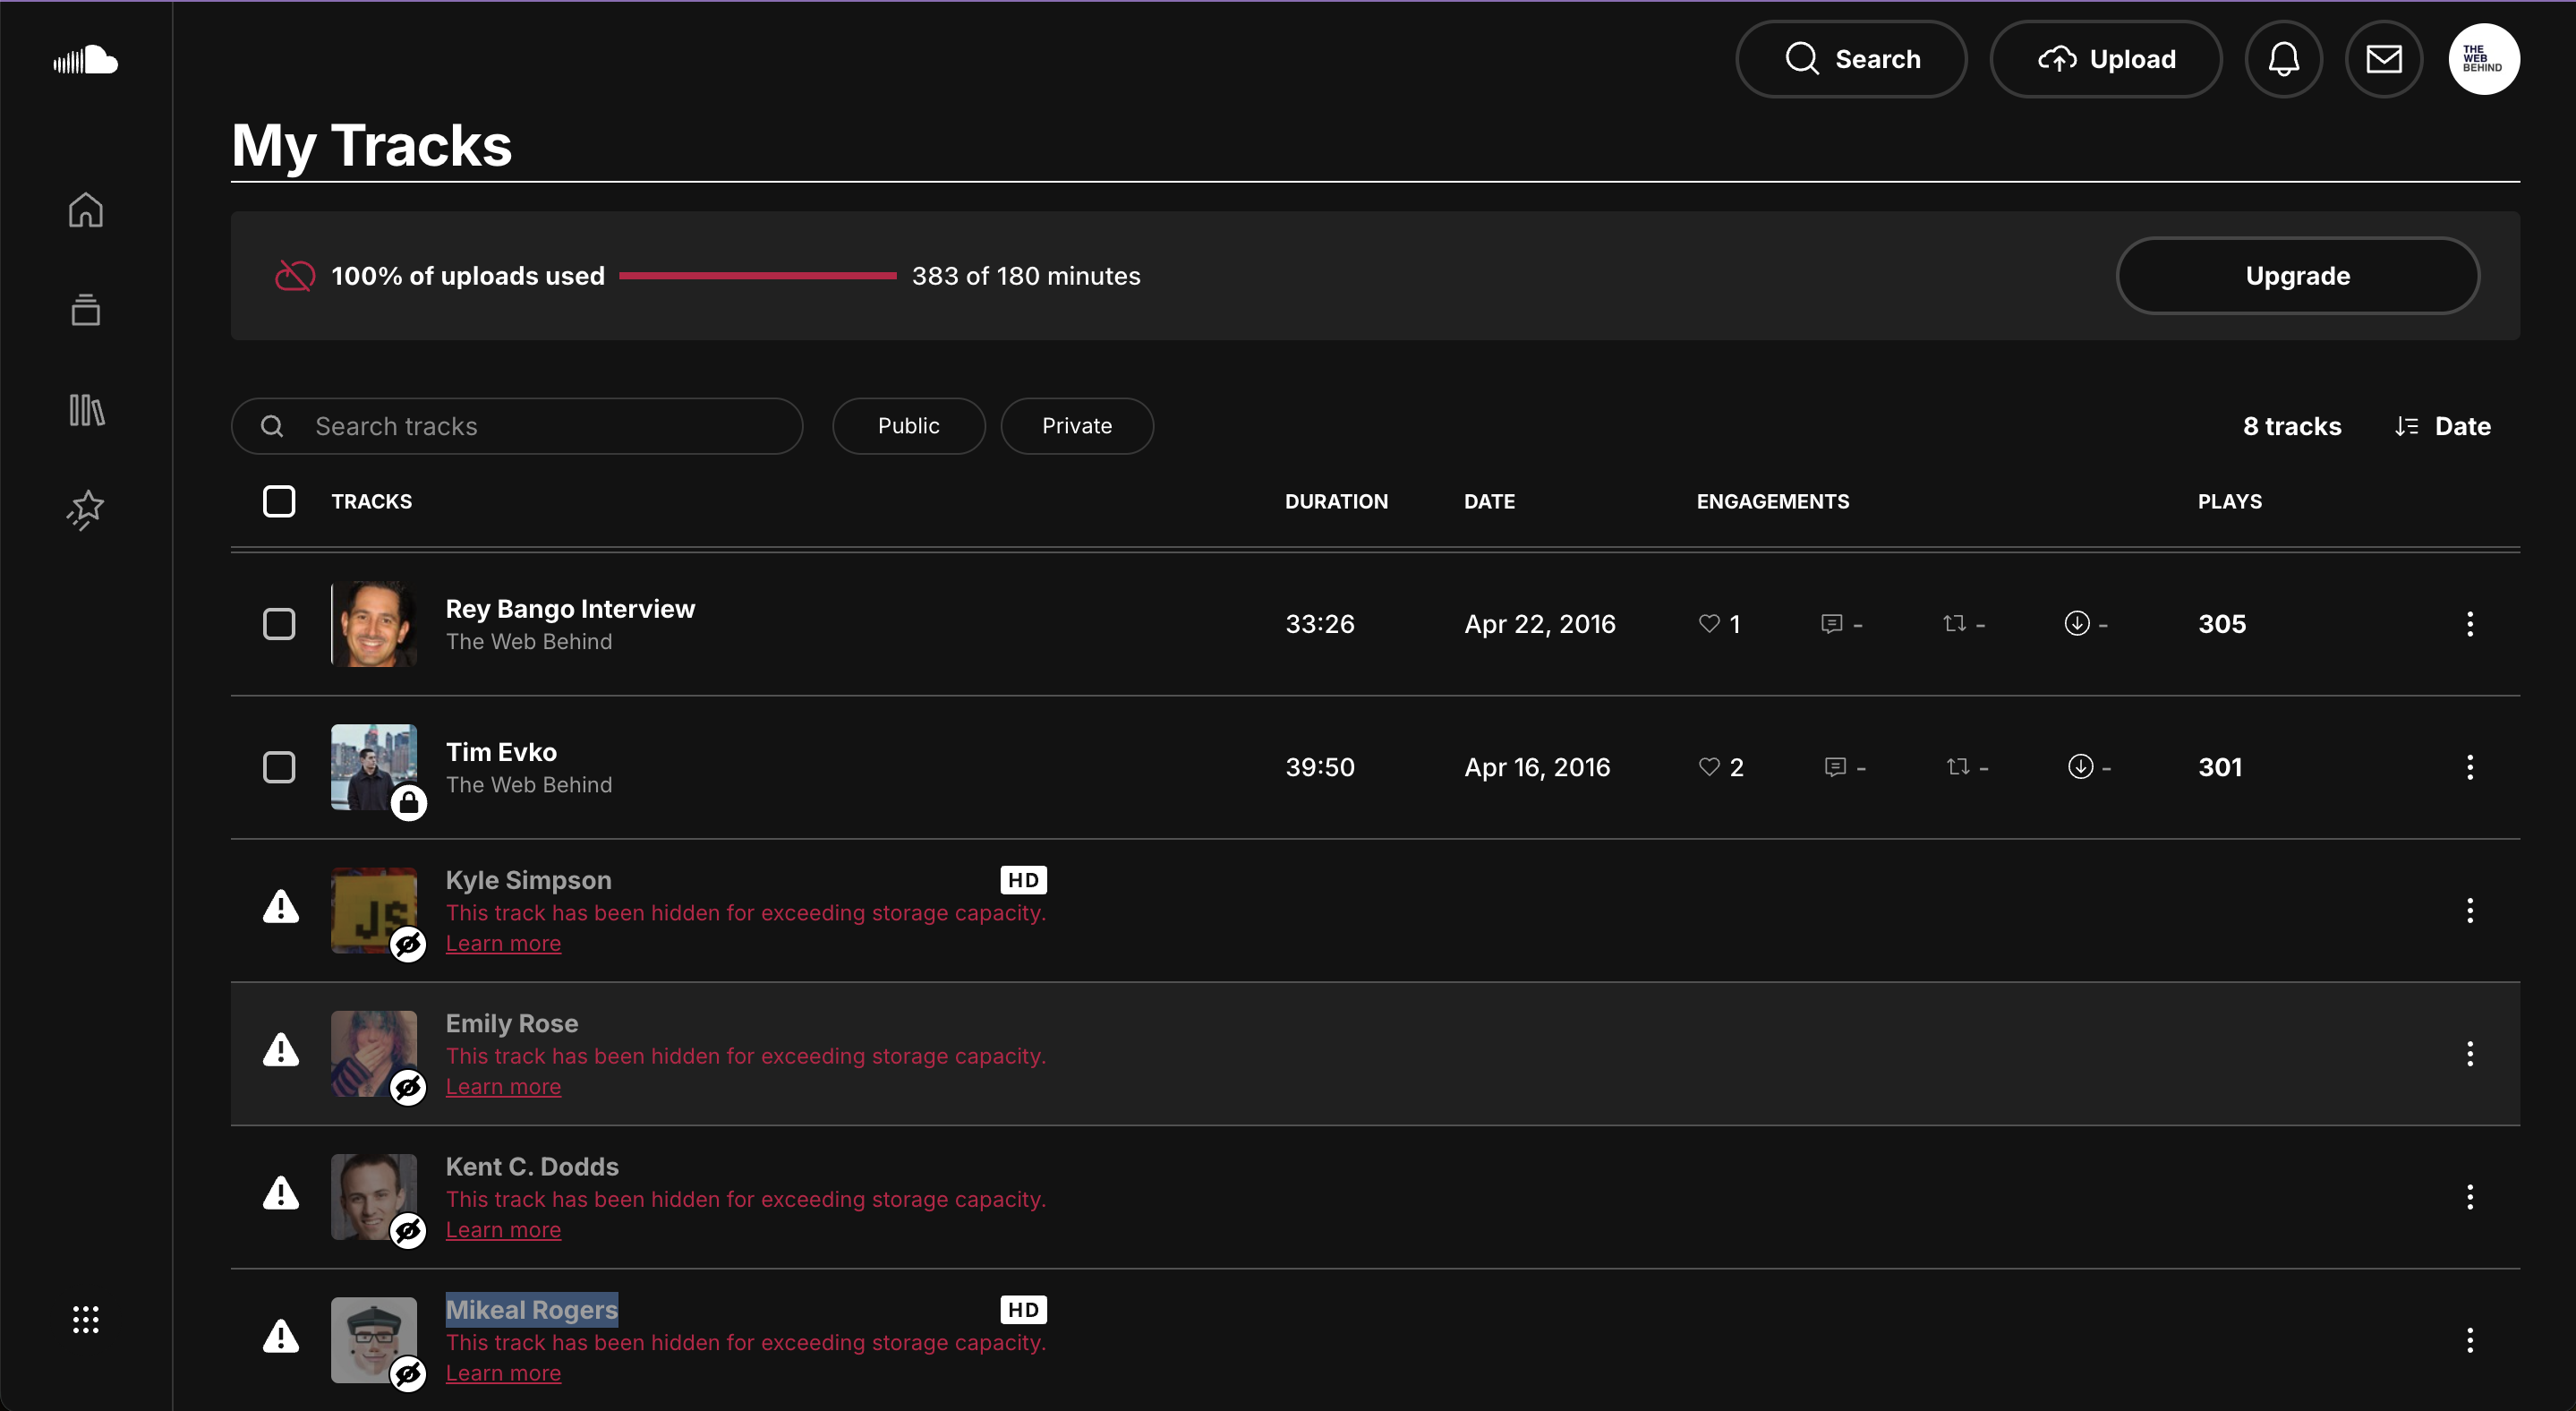 Search
Upload
THE
WEB
BEHIND
My Tracks
100% of uploads used
383 of 180 minutes
Upgrade
Search tracks
Public
Private
8 tracks
Date
TRACKS
DURATION
DATE
ENGAGEMENTS
PLAYS
Rey Bango Interview
The Web Behind
33:26
Apr 22, 2016
1
-
-
-
305
Tim Evko
The Web Behind
39:50
Apr 16, 2016
2
-
-
-
301
JS
Kyle Simpson
HD
This track has been hidden for exceeding storage capacity.
Learn more
Emily Rose
This track has been hidden for exceeding storage capacity.
Learn more
Kent C. Dodds
This track has been hidden for exceeding storage capacity.
Learn more
Mikeal Rogers
HD
This track has been hidden for exceeding storage capacity.
Learn more